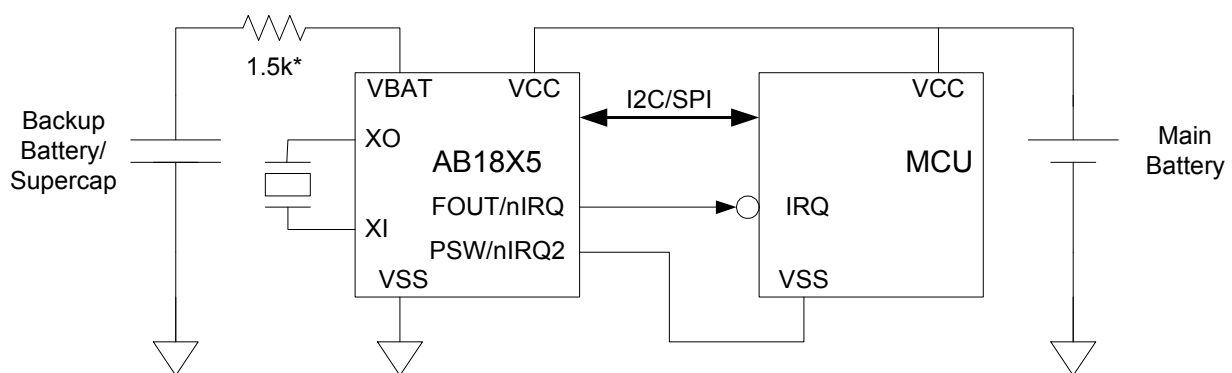 1.5k*
VBAT
VCC
I2C/SPI
VCC
Backup
Battery/
Supercap
XO
AB18X5
MCU
Main
Battery
FOUT/nIRQ
IRQ
XI
PSW/nIRQ2
VSS
VSS